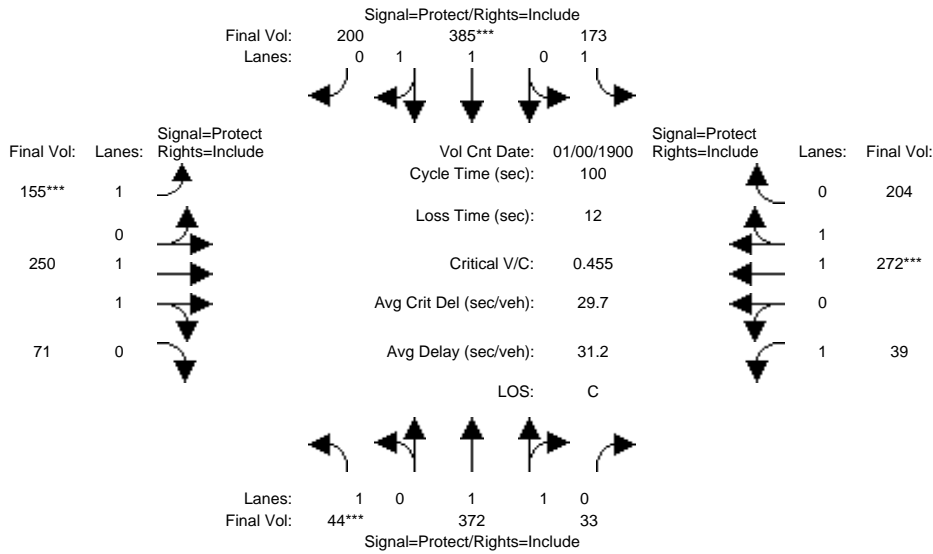 Signal=Protect/Rights=Include
Final Vol: 200 385*** 173
Lanes: 0 1 1 0 1
Signal=Protect
Final Vol: Lanes: Rights=Include
Vol Cnt Date: 01/00/1900
Signal=Protect
Rights=Include Lanes: Final Vol:
Cycle Time (sec): 100
155*** 1
0 204
Loss Time (sec): 12
0
1
250 1
Critical V/C: 0.455
1 272***
1
Avg Crit Del (sec/veh): 29.7
0
71 0
Avg Delay (sec/veh): 31.2
1 39
LOS: C
Lanes: 1 0 1 1 0
Final Vol: 44*** 372 33
Signal=Protect/Rights=Include